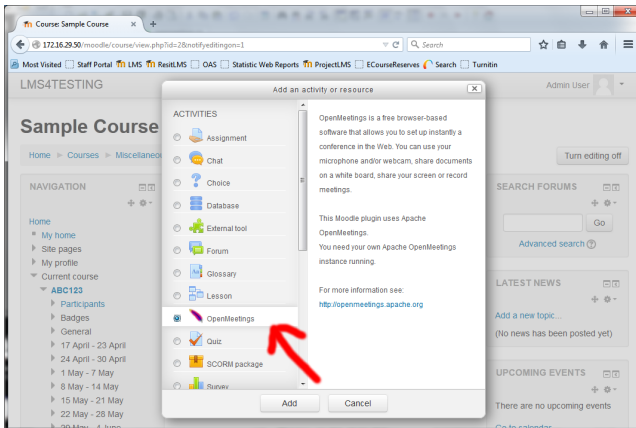 Course: Sample Course
172.16.29.50/moodle/course/view.php?id=2&notifyeditingon=1
Search
Most Visited Staff Portal LMS ResitLMS OAS Statistic Web Reports ProjectLMS ECourseReserves Search Turnitin
LMS4TESTING
Admin User
Sample Course
Home Courses Miscellaneo
Turn editing off
NAVIGATION
Home
My home
Site pages
My profile
Current course
ABC123
Participants
Badges
General
17 April - 23 April
24 April - 30 April
1 May - 7 May
8 May - 14 May
15 May - 21 May
22 May - 28 May
29 May - 4 June
Add an activity or resource
ACTIVITIES
Assignment
Chat
Choice
Database
External tool
Forum
Glossary
Lesson
OpenMeetings
Quiz
SCORM package
Survey
OpenMeetings is a free browser-based
software that allows you to set up instantly a
conference in the Web. You can use your
microphone and/or webcam, share documents
on a white board, share your screen or record
meetings.
This Moodle plugin uses Apache
OpenMeetings.
You need your own Apache OpenMeetings
instance running.
For more information see:
http://openmeetings.apache.org
Add
Cancel
SEARCH FORUMS
Go
Advanced search
LATEST NEWS
Add a new topic...
(No news has been posted yet)
UPCOMING EVENTS
There are no upcoming events
Go to calendar